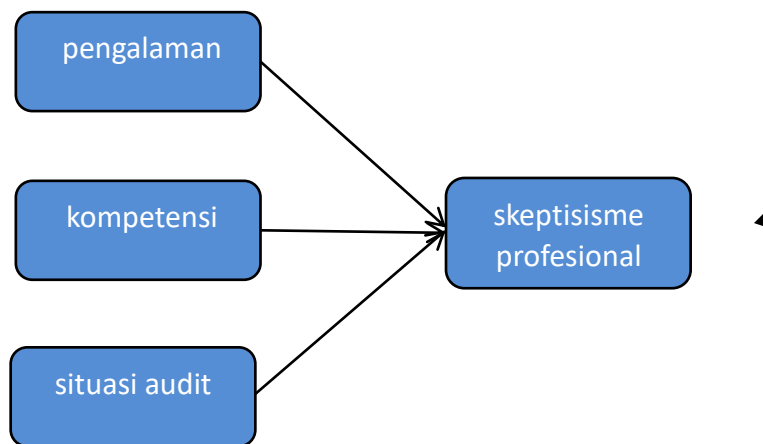 pengalaman
kompetensi
skeptisisme
profesional
situasi audit